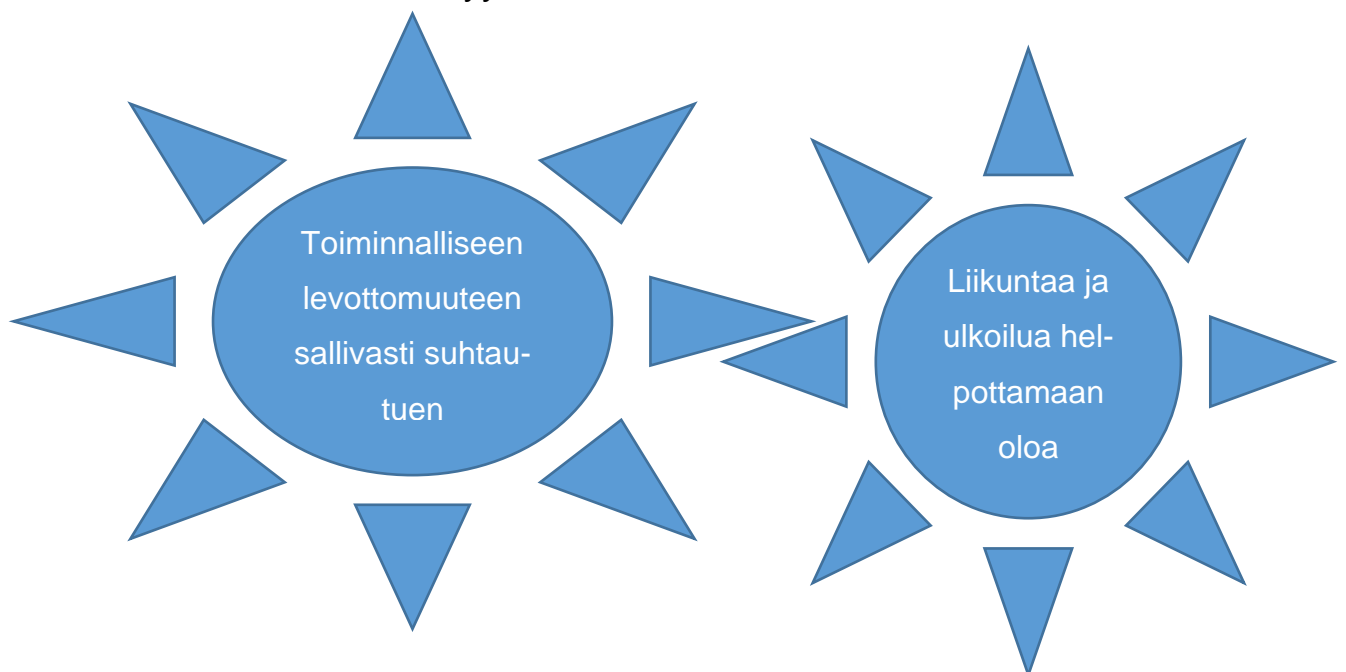 Toiminnalliseen
levottomuuteen
sallivasti suhtau-
tuen
Liikuntaa ja
ulkoilua hel-
pottamaan
oloa